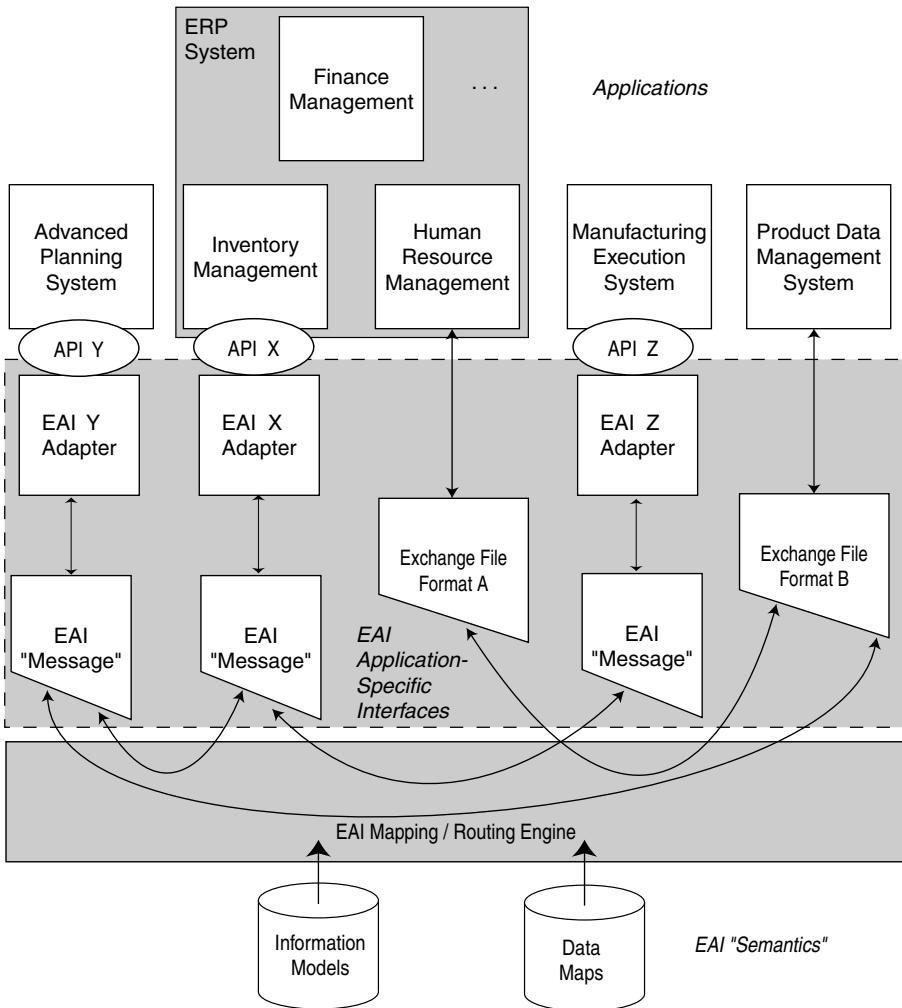 ERP
System
Finance
Management
. . .
Applications
Advanced
Planning
System
Inventory
Management
Human
Resource
Management
Manufacturing
Execution
System
Product Data
Management
System
API Y
API X
API Z
EAI Y
Adapter
EAI X
Adapter
EAI Z
Adapter
Exchange File
Format A
Exchange File
Format B
EAI
"Message"
EAI
"Message"
EAI
Application-
Specific
Interfaces
EAI
"Message"
EAI Mapping / Routing Engine
Information
Models
Data
Maps
EAI "Semantics"